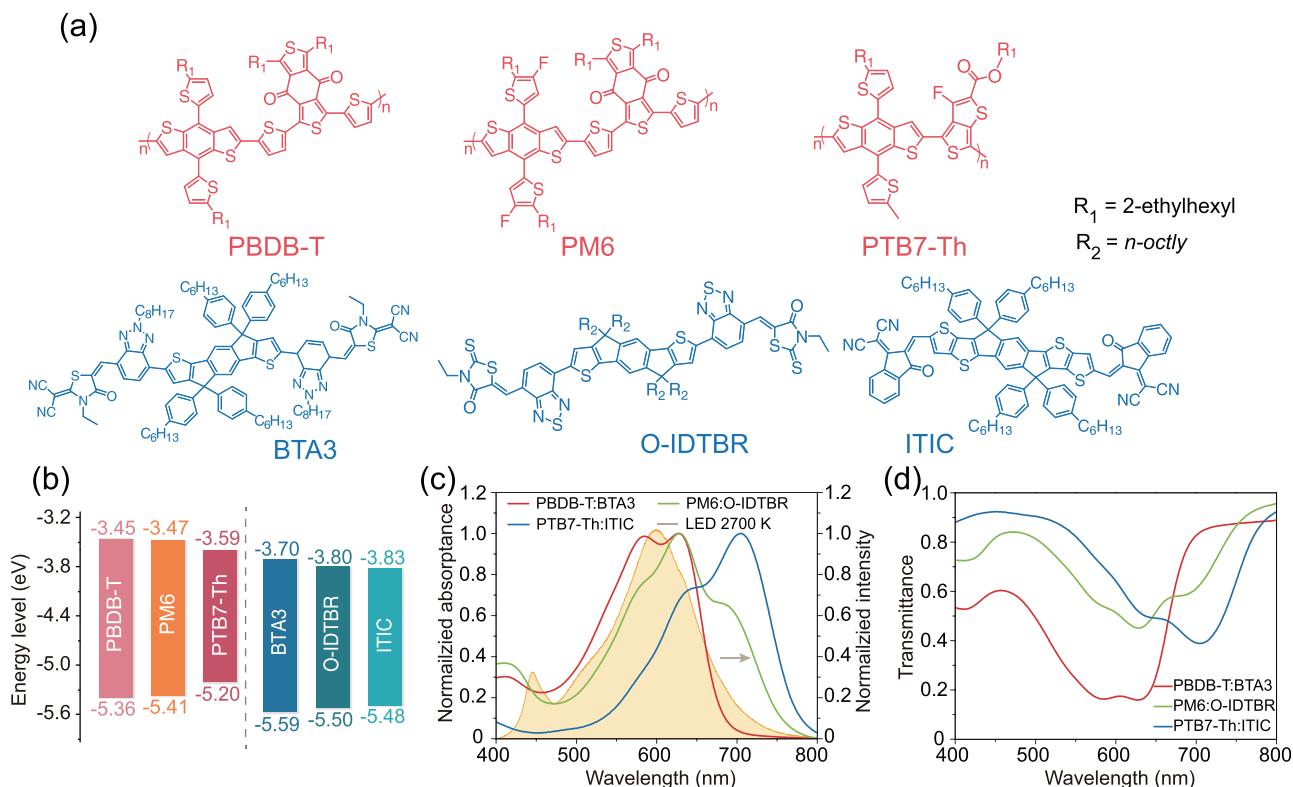 (a)
R1
R1
S
R1
S
O
O
S
S
S
S
S
S
R1
n
n
PBDB-T
R1
F
R1
S
R1
S
O
O
S
S
S
S
S
S
F
R1
n
n
PM6
R1
R1
O
O
F
S
S
S
S
S
S
n
n
PTB7-Th
R1 = 2-ethylhexyl
R2 = n-octly
C6H13
C6H13
C8H17
N
N
N
S
S
O
N
S
CN
CN
NC
CN
S
N
O
N
N
N
C8H17
C6H13
C6H13
BTA3
S
N
N
O
N
S
S
R2
R2
S
S
R2
R2
S
S
N
O
N
N
S
O-IDTBR
C6H13
C6H13
NC
CN
O
S
S
S
S
O
NC
CN
C6H13
C6H13
ITIC
(b)
Energy level (eV)
-3.2
-3.8
-4.4
-5.0
-5.6
-3.45
-3.47
-3.59
-3.70
-3.80
-3.83
PBDB-T
PM6
PTB7-Th
BTA3
O-IDTBR
ITIC
-5.36
-5.41
-5.20
-5.59
-5.50
-5.48
(c)
Normalized absorptance
1.2
1.0
0.8
0.6
0.4
0.2
0
PBDB-T:BTA3
PTB7-Th:ITIC
PM6:O-IDTBR
LED 2700 K
1.2
1.0
0.8
0.6
0.4
0.2
0
Normalized intensity
400
500
600
700
800
Wavelength (nm)
(d)
Transmittance
1.0
0.8
0.6
0.4
0.2
0
PBDB-T:BTA3
PM6:O-IDTBR
PTB7-Th:ITIC
400
500
600
700
800
Wavelength (nm)